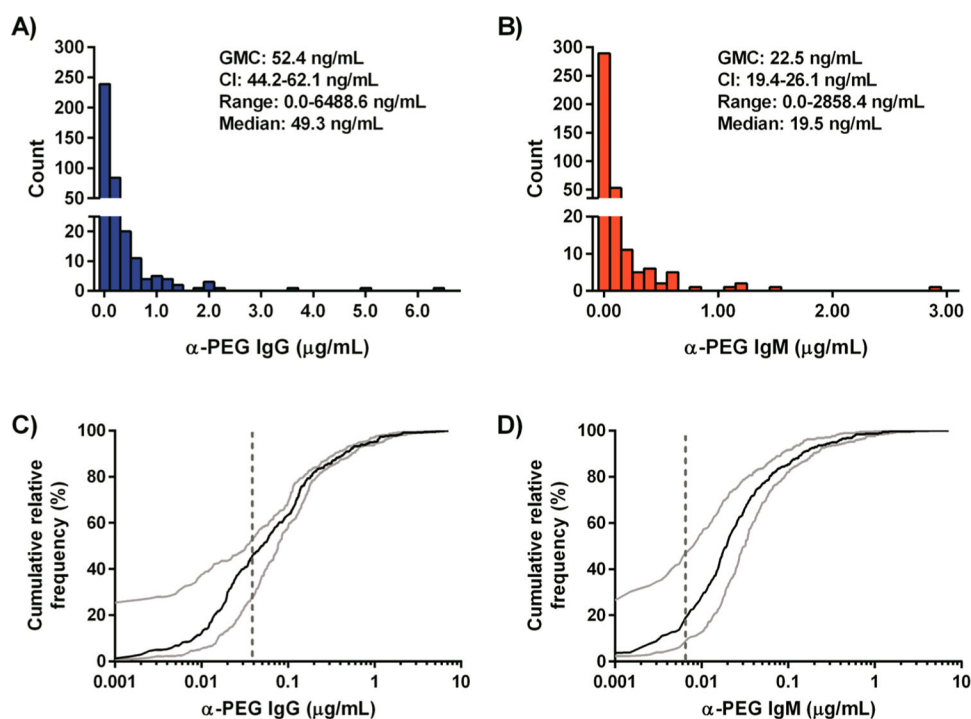 A)
GMC: 52.4 ng/mL
CI: 44.2-62.1 ng/mL
Range: 0.0-6488.6 ng/mL
Median: 49.3 ng/mL
Count
300
250
200
150
100
50
20
10
0
0.0 1.0 2.0 3.0 4.0 5.0 6.0
α-PEG IgG (μg/mL)
B)
GMC: 22.5 ng/mL
CI: 19.4-26.1 ng/mL
Range: 0.0-2858.4 ng/mL
Median: 19.5 ng/mL
Count
300
250
200
150
100
50
20
10
0
0.00 1.00 2.00 3.00
α-PEG IgM (μg/mL)
C)
Cumulative relative
frequency (%)
100
80
60
40
20
0
0.001 0.01 0.1 1 10
α-PEG IgG (μg/mL)
D)
Cumulative relative
frequency (%)
100
80
60
40
20
0
0.001 0.01 0.1 1 10
α-PEG IgM (μg/mL)